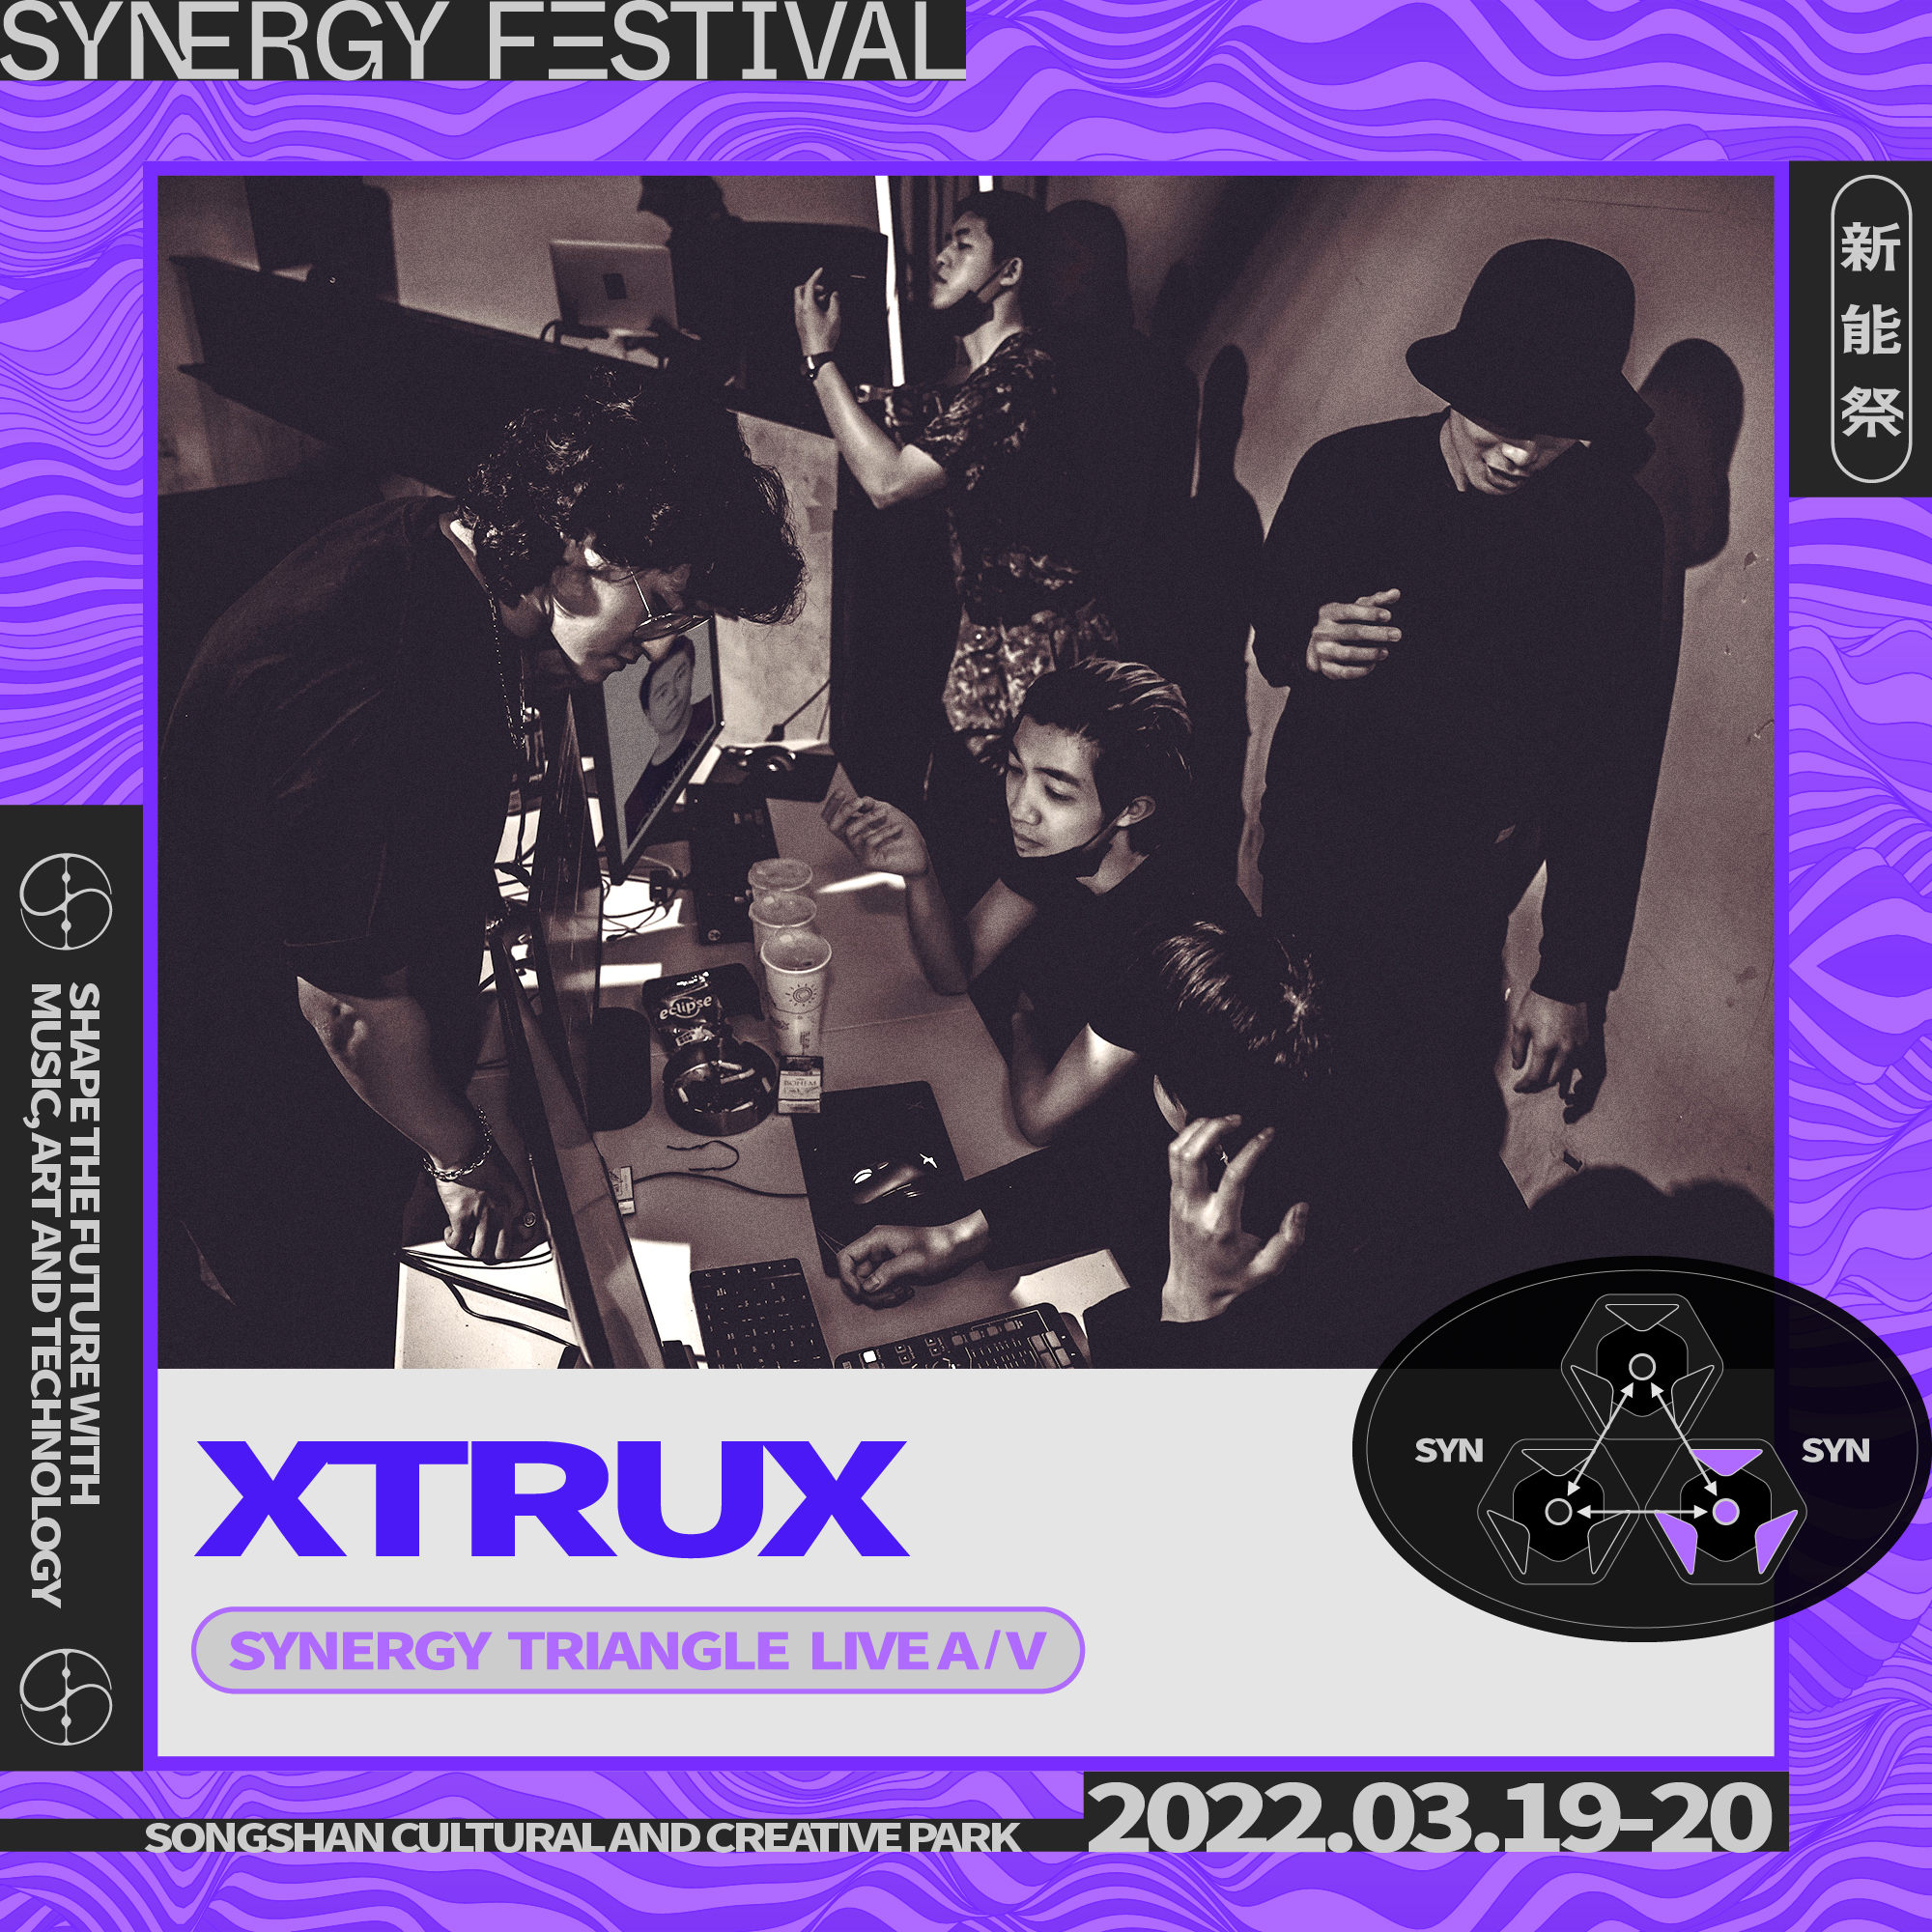 SYNERGY FESTIVAL
新能祭
SHAPE THE FUTURE WITH
MUSIC, ART AND TECHNOLOGY
eclipse
SYN
SYN
XTRUX
SYNERGY TRIANGLE LIVE A/V
SONGSHAN CULTURAL AND CREATIVE PARK
2022.03.19-20